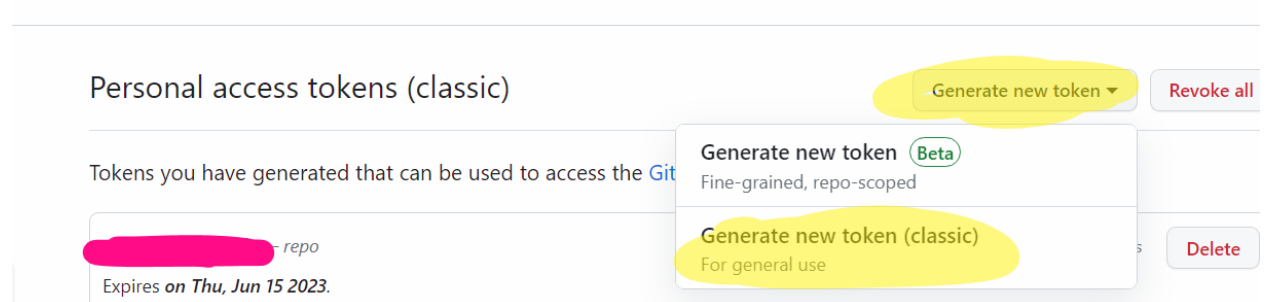 Personal access tokens (classic)
Generate new token
Revoke all
Generate new token Beta
Fine-grained, repo-scoped
Tokens you have generated that can be used to access the Git
Generate new token (classic)
For general use
– repo
s
Delete
Expires on Thu, Jun 15 2023.